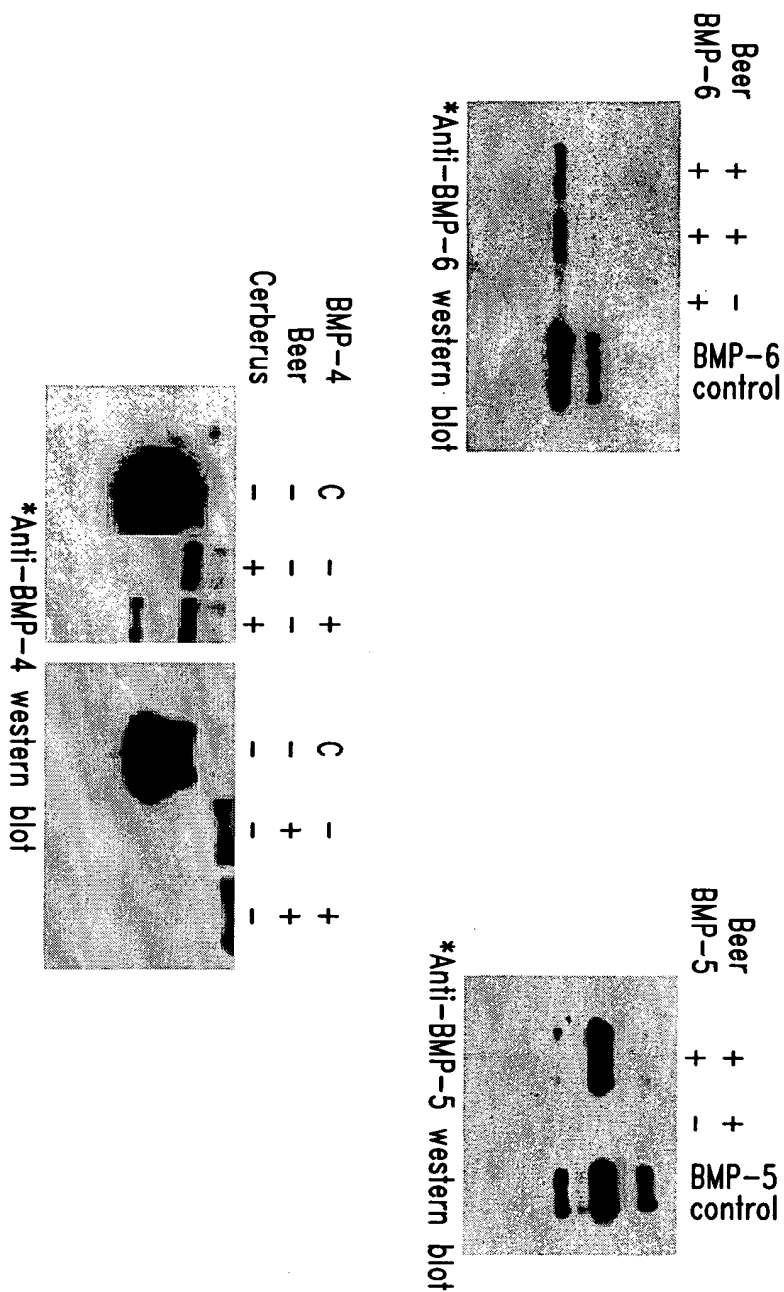 Beer + + − BMP-6
BMP-6 + + + control
*Anti-BMP-6 western blot
Beer + + BMP-5
BMP-5 + − control
*Anti-BMP-5 western blot
BMP-4 C − + C − +
Beer − − − − + +
Cerberus − + + − − −
*Anti-BMP-4 western blot